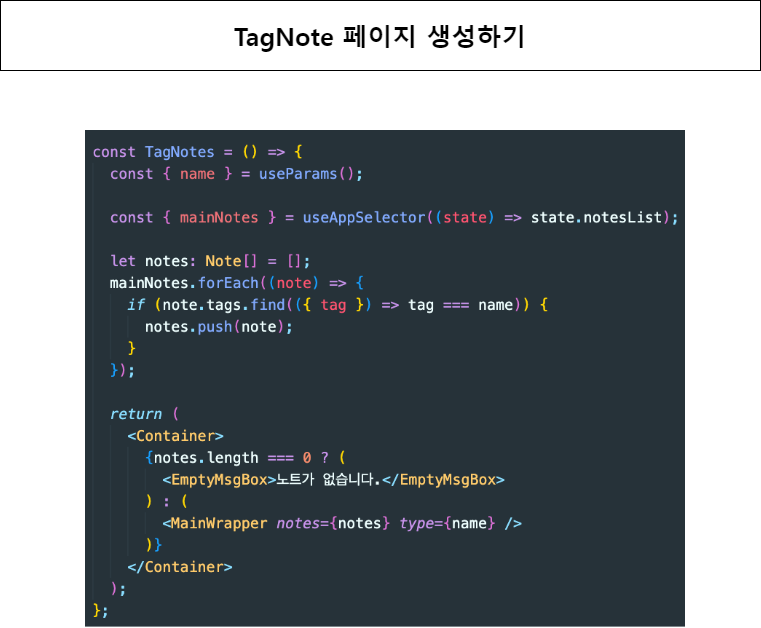 TagNote 페이지 생성하기
const TagNotes = () => {
  const { name } = useParams();
  const { mainNotes } = useAppSelector((state) => state.notesList);
  let notes: Note[] = [];
  mainNotes.forEach((note) => {
    if (note.tags.find(({ tag }) => tag === name)) {
      notes.push(note);
    }
  });
  return (
    <Container>
      {notes.length === 0 ? (
        <EmptyMsgBox>노트가 없습니다.</EmptyMsgBox>
      ) : (
        <MainWrapper notes={notes} type={name} />
      )}
    </Container>
  );
};